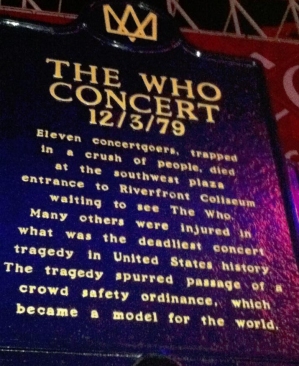 THE WHO
CONCERT
12/3/79
Eleven concertgoers, trapped
in a crush of people, died
at the southwest plaza
entrance to Riverfront Coliseum
waiting to see The Who.
Many others were injured in
what was the deadliest concert
tragedy in United States history.
The tragedy spurred passage of a
crowd safety ordinance, which
became a model for the world.